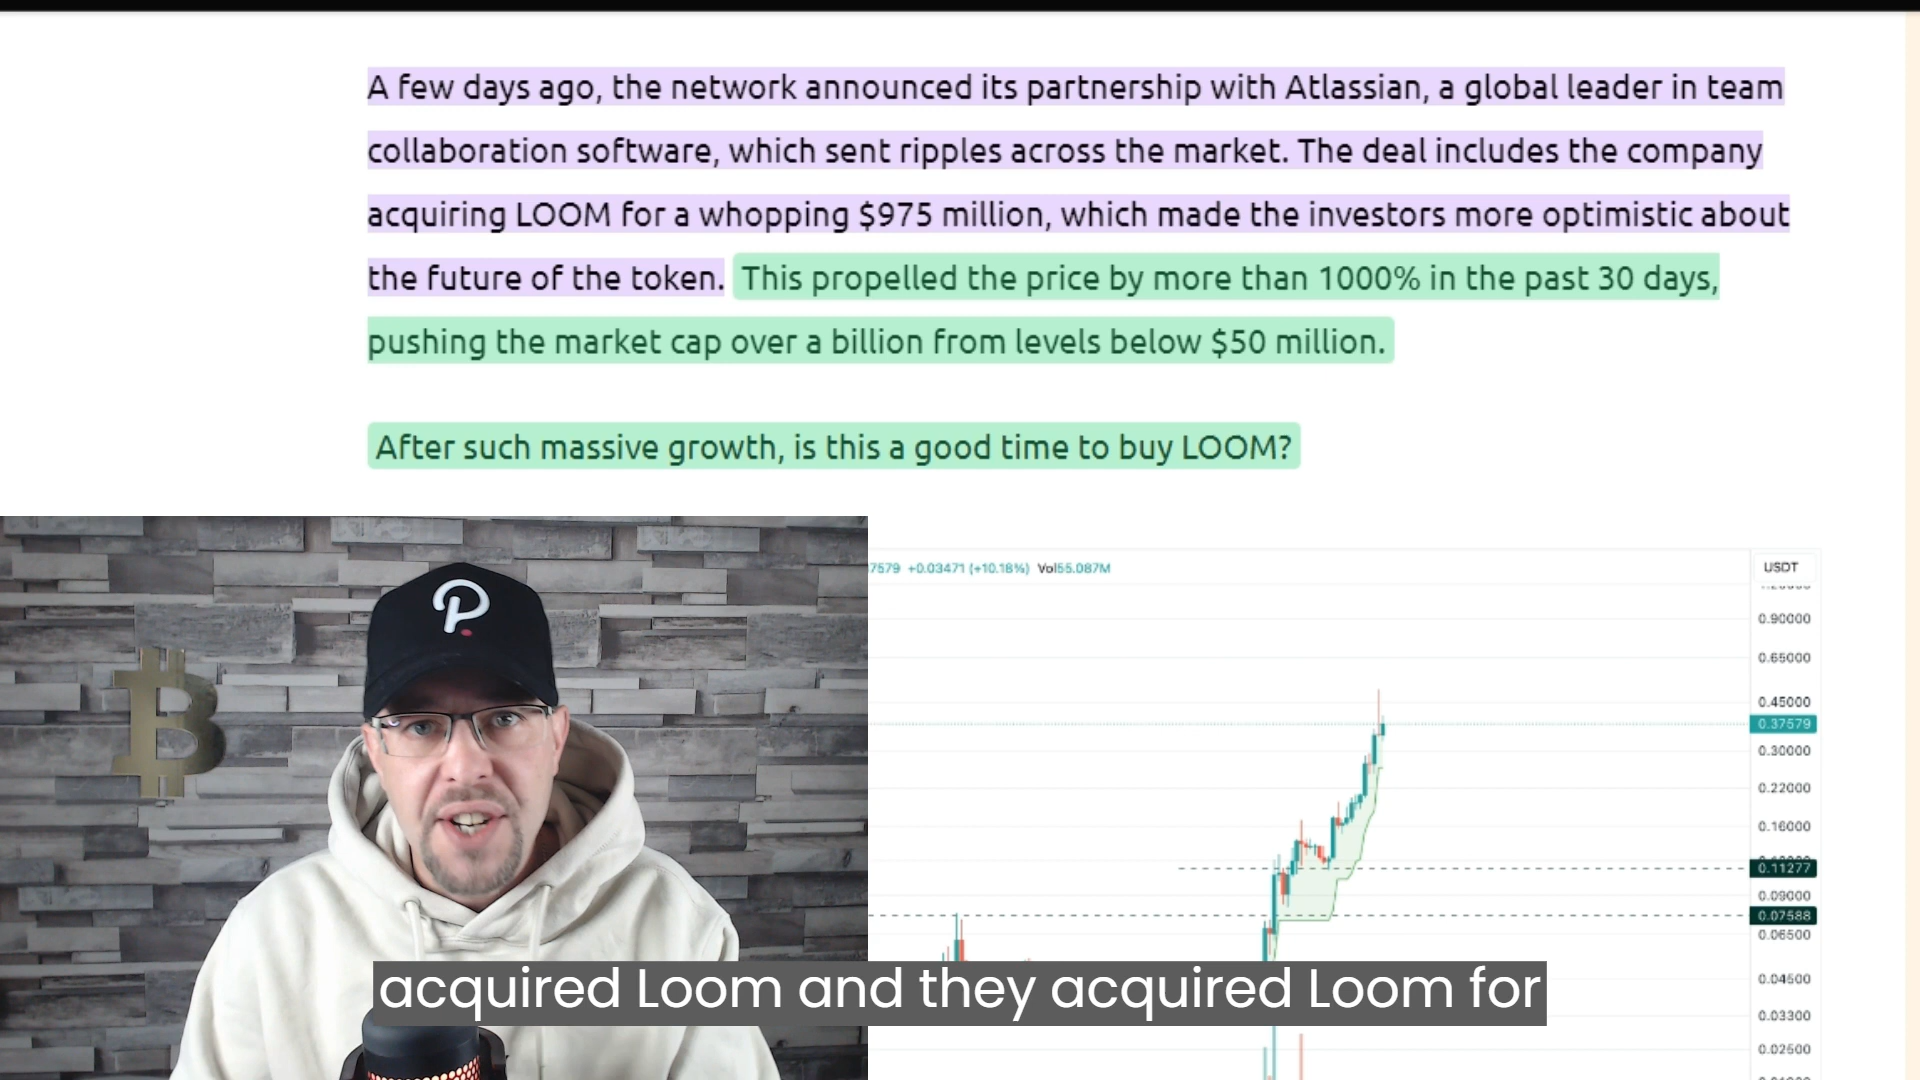 A few days ago, the network announced its partnership with Atlassian, a global leader in team
collaboration software, which sent ripples across the market. The deal includes the company
acquiring LOOM for a whopping $975 million, which made the investors more optimistic about
the future of the token. This propelled the price by more than 1000% in the past 30 days,
pushing the market cap over a billion from levels below $50 million.
After such massive growth, is this a good time to buy LOOM?
7579 +0.03471 (+10.18%) Vol55.087M
USDT
0.90000
0.65000
0.45000
0.37579
0.30000
0.22000
0.16000
0.11277
0.09000
0.07588
0.06500
0.04500
0.03300
0.02500
acquired Loom and they acquired Loom for